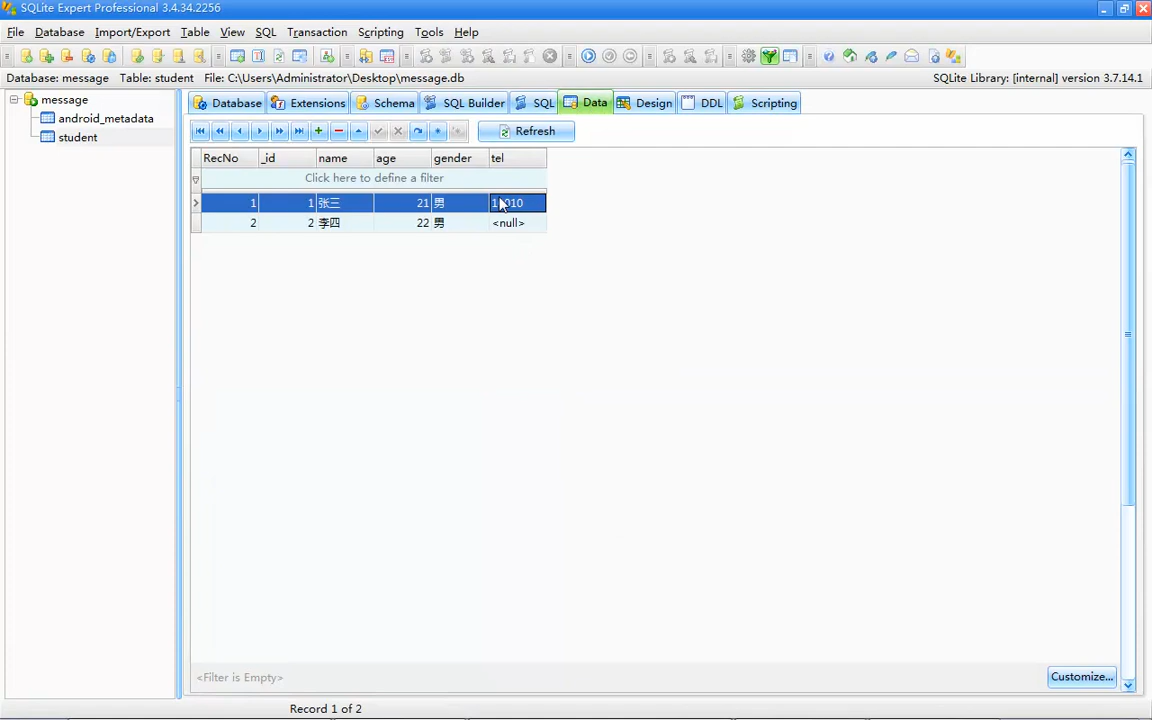 SQLite Expert Professional 3.4.34.2256
File Database Import/Export Table View SQL Transaction Scripting Tools Help
Database: message Table: student File: C:\Users\Administrator\Desktop\message.db SQLite Library: [internal] version 3.7.14.1
message
android_metadata
student
Database Extensions Schema SQL Builder SQL Data Design DDL Scripting
Refresh
RecNo _id name age gender tel
Click here to define a filter
1 1 张三 21 男
2 2 李四 22 男 <null>
<Filter is Empty> Customize...
Record 1 of 2